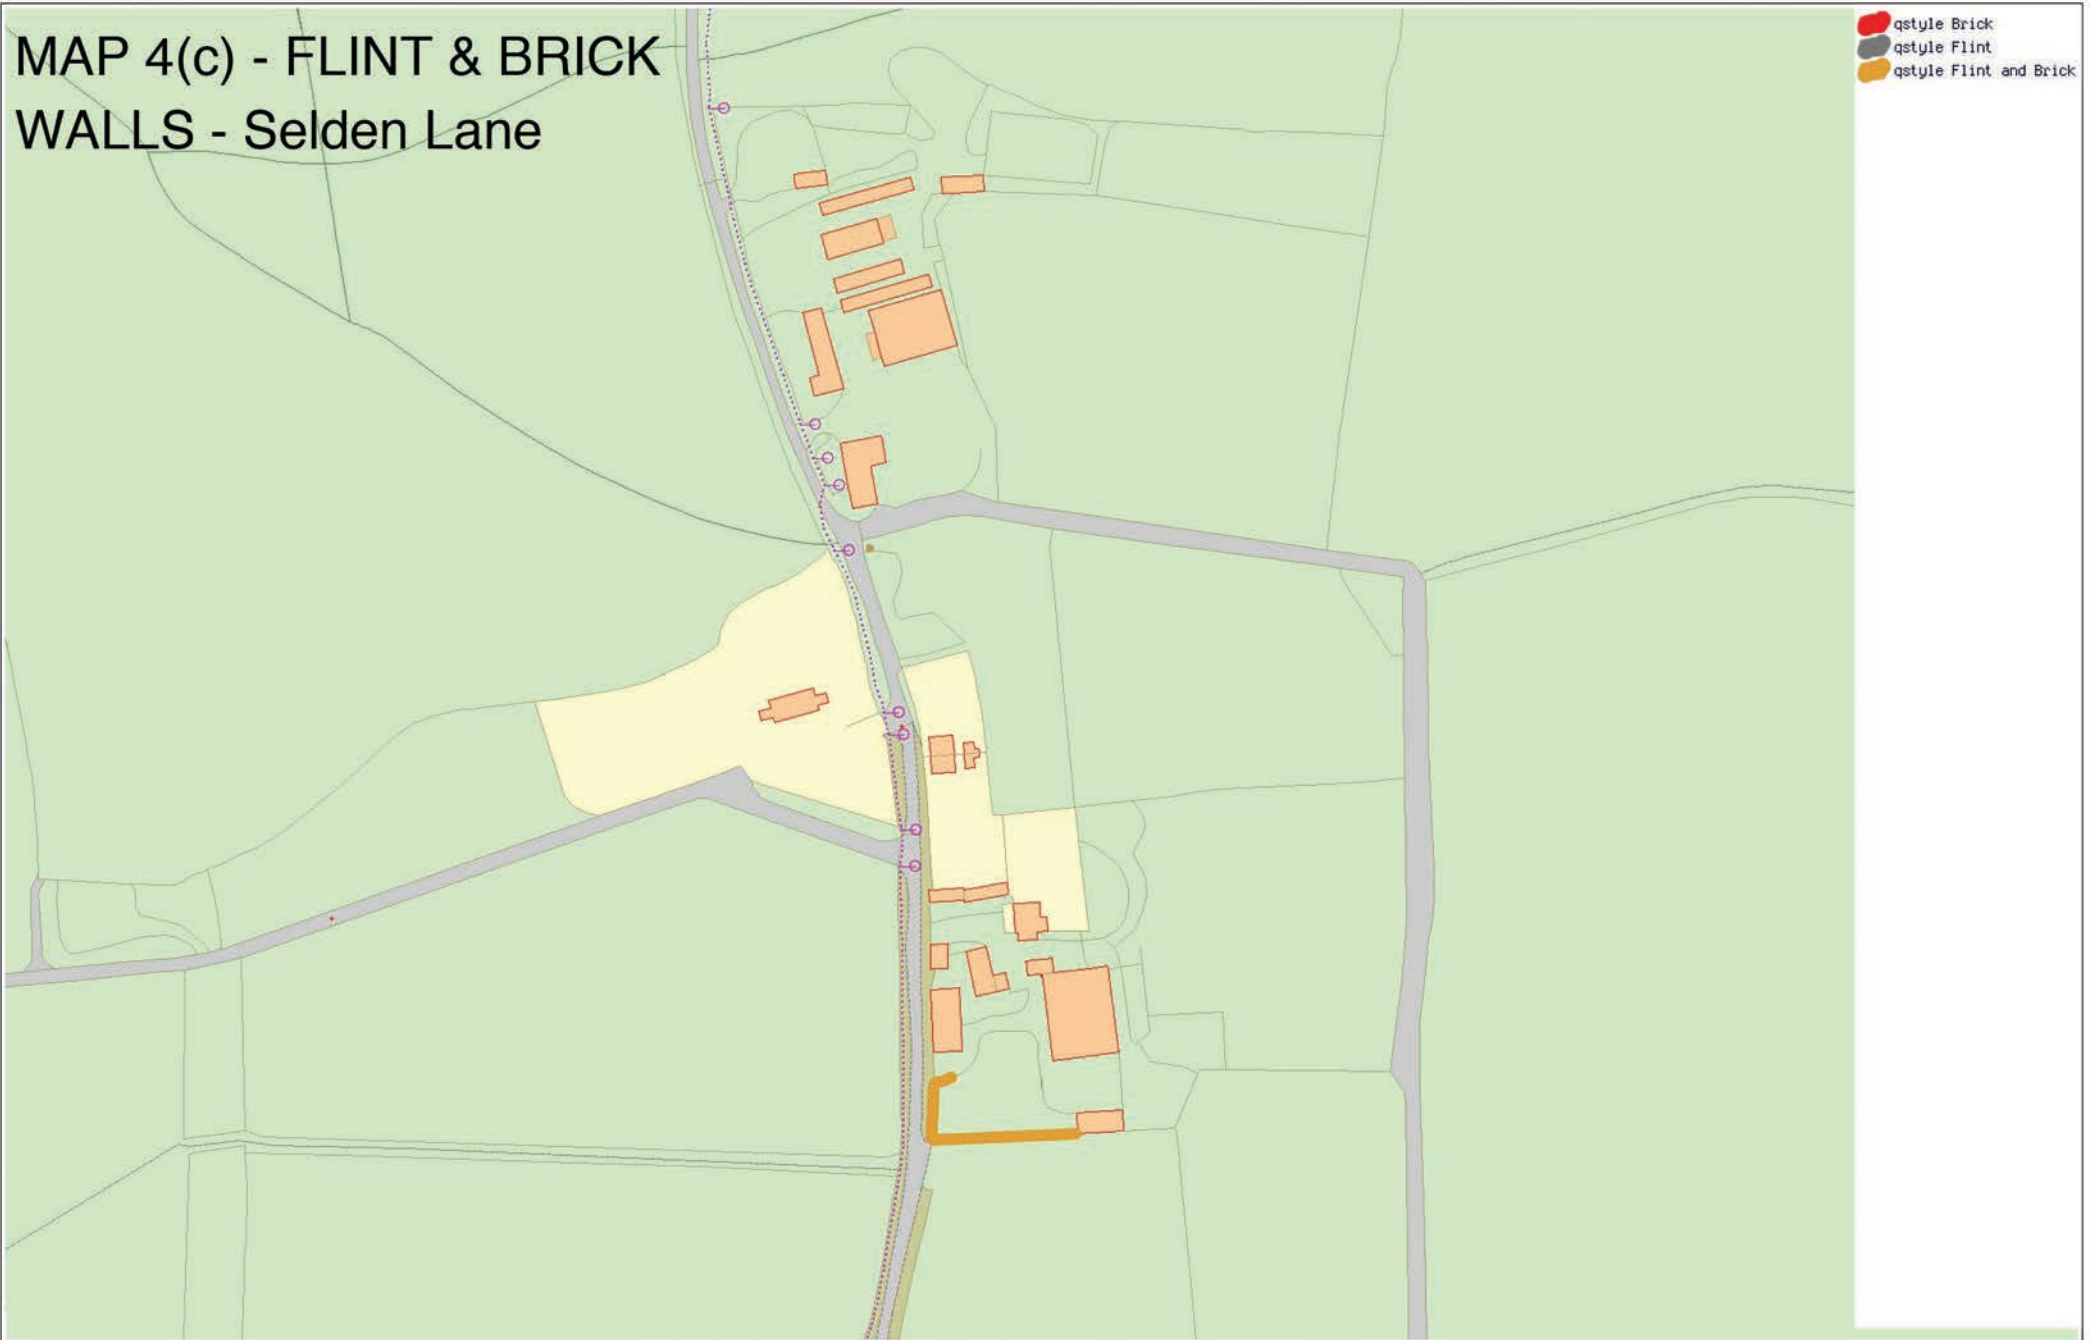 MAP 4(c) - FLINT & BRICK
WALLS - Selden Lane
qstyle Brick
qstyle Flint
qstyle Flint and Brick